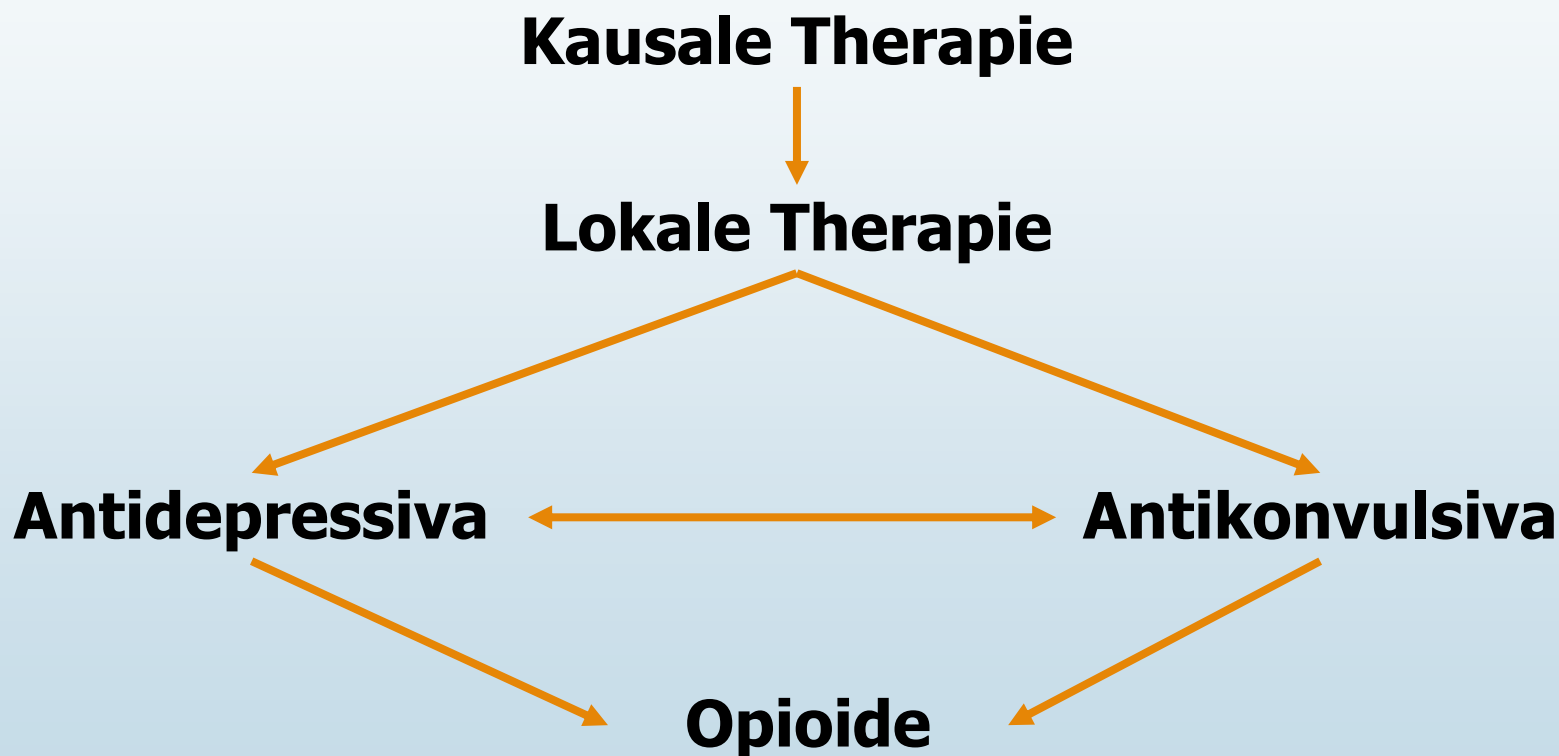 Kausale Therapie
Lokale Therapie
Antidepressiva
Antikonvulsiva
Opioide